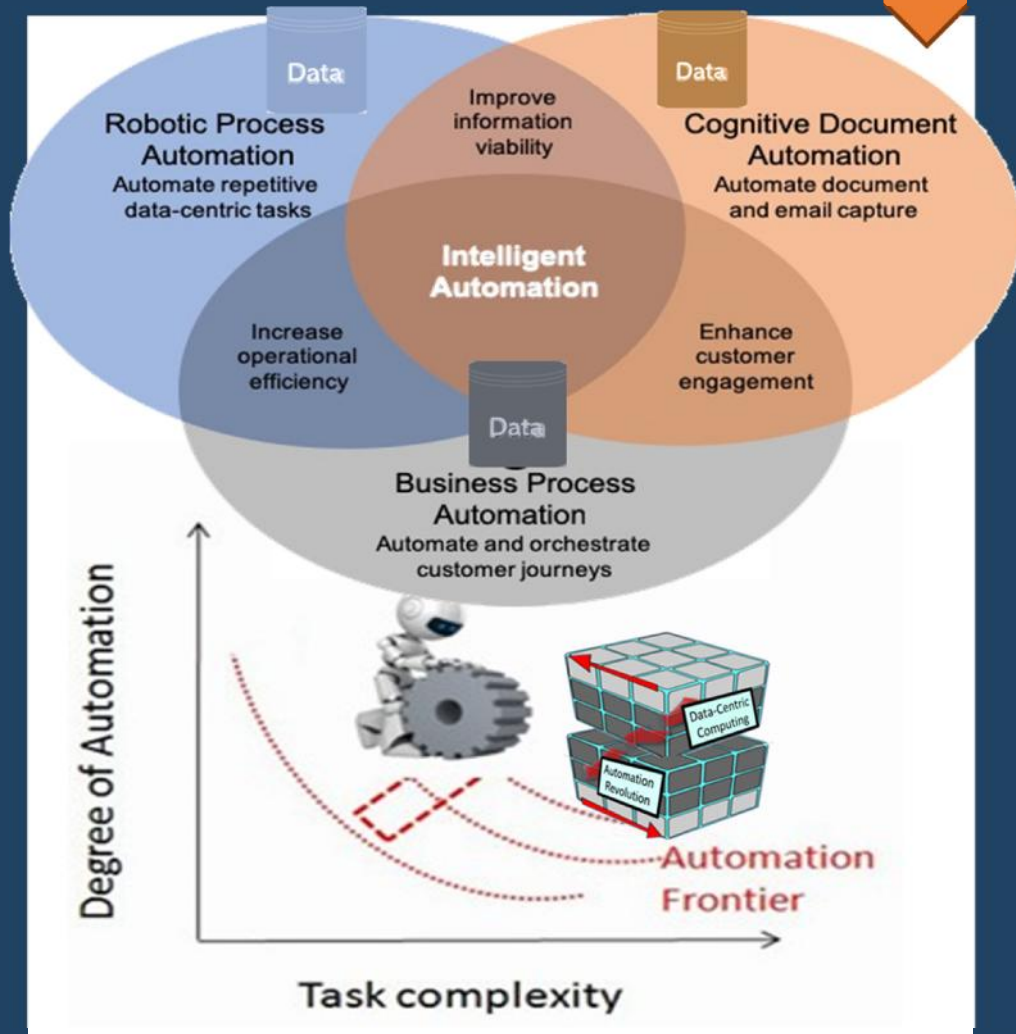 Data
Data
Robotic Process
Automation
Automate repetitive
data-centric tasks
Improve
information
viability
Cognitive Document
Automation
Automate document
and email capture
Intelligent
Automation
Increase
operational
efficiency
Enhance
customer
engagement
Data
Business Process
Automation
Automate and orchestrate
customer journeys
Degree of Automation
Data-Centric
Computing
Automation
Revolution
Automation
Frontier
Task complexity